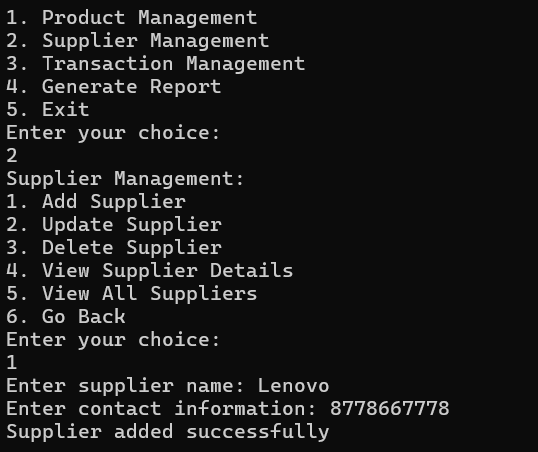 1. Product Management
2. Supplier Management
3. Transaction Management
4. Generate Report
5. Exit
Enter your choice:
2
Supplier Management:
1. Add Supplier
2. Update Supplier
3. Delete Supplier
4. View Supplier Details
5. View All Suppliers
6. Go Back
Enter your choice:
1
Enter supplier name: Lenovo
Enter contact information: 8778667778
Supplier added successfully